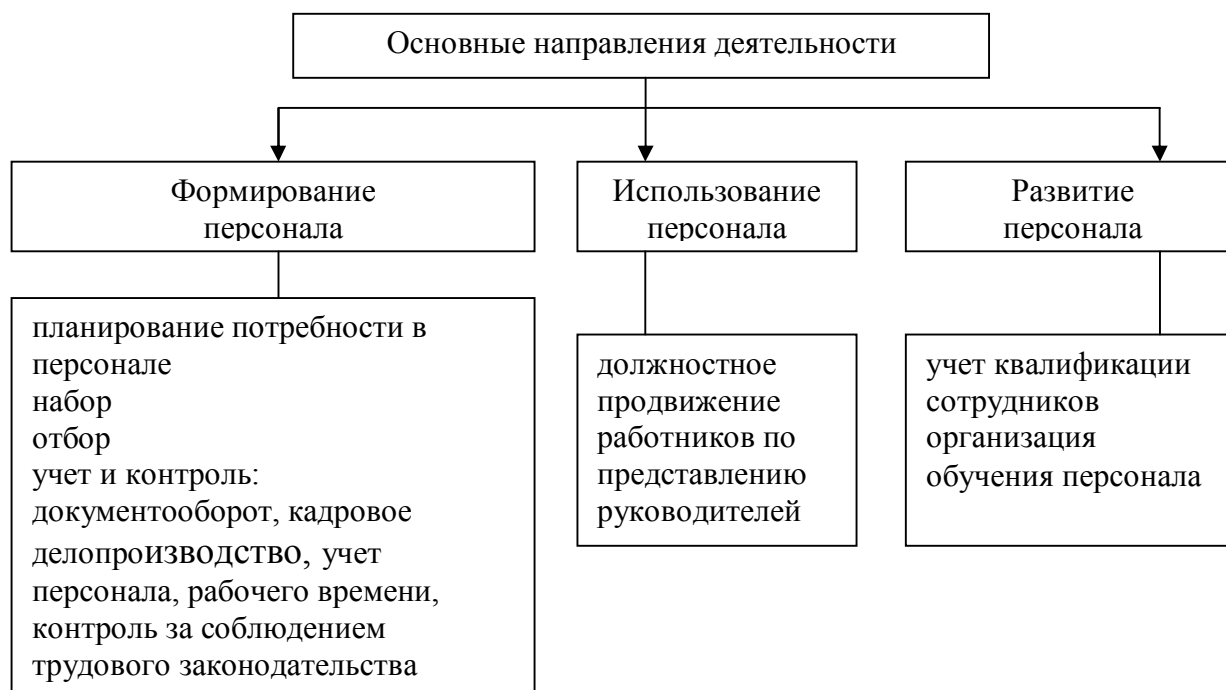 Основные направления деятельности
Формирование
персонала
Использование
персонала
Развитие
персонала
планирование потребности в
персонале
набор
отбор
учет и контроль:
документооборот, кадровое
делопроизводство, учет
персонала, рабочего времени,
контроль за соблюдением
трудового законодательства
должностное
продвижение
работников по
представлению
руководителей
учет квалификации
сотрудников
организация
обучения персонала